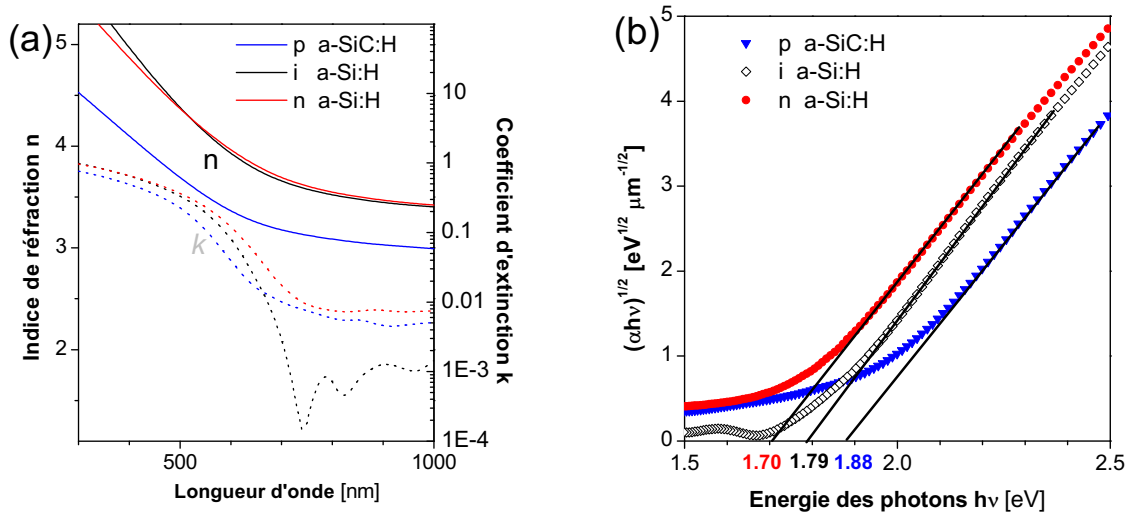 (a)
p a-SiC:H
i a-Si:H
n a-Si:H
n
k
5
4
3
2
Indice de réfraction n
10
1
0.1
0.01
1E-3
1E-4
Coefficient d'extinction k
500
1000
Longueur d'onde [nm]
(b)
p a-SiC:H
i a-Si:H
n a-Si:H
5
4
3
2
1
0
(αhν)1/2 [eV1/2 μm-1/2]
1.5
2.0
2.5
1.70
1.79
1.88
Energie des photons hν [eV]